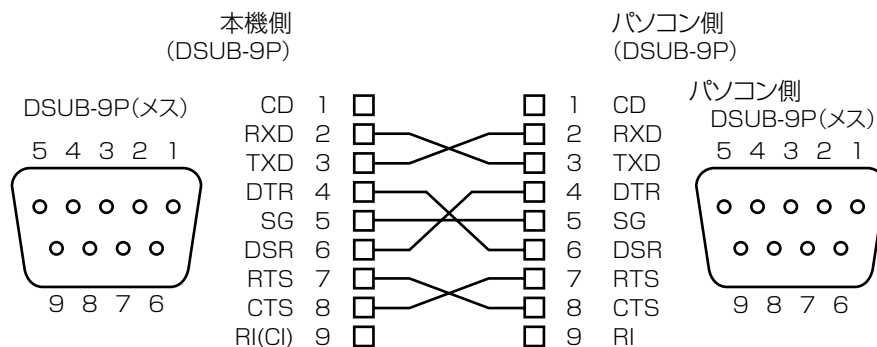 本機側
(DSUB-9P)
パソコン側
(DSUB-9P)
DSUB-9P(メス)
5 4 3 2 1
9 8 7 6
CD 1
RXD 2
TXD 3
DTR 4
SG 5
DSR 6
RTS 7
CTS 8
RI(CI) 9
1 CD
2 RXD
3 TXD
4 DTR
5 SG
6 DSR
7 RTS
8 CTS
9 RI
パソコン側
DSUB-9P(メス)
5 4 3 2 1
9 8 7 6